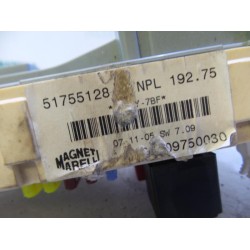 51755128 NPL 192.75
Y-7BF*
07-11-05 SW 7.09
MAGNETI MARELLI 09750030